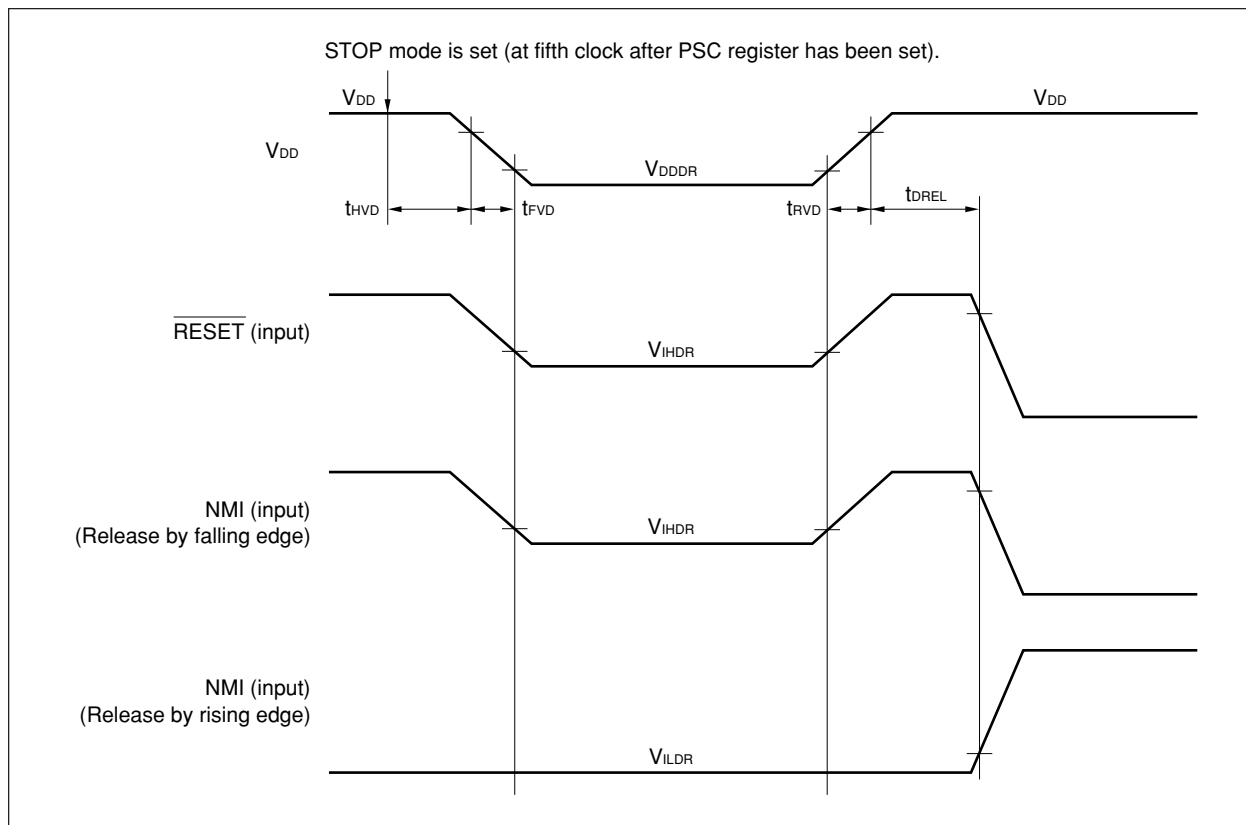 STOP mode is set (at fifth clock after PSC register has been set).
VDD
VDD
VDD
VDDDR
tHVD
tFVD
tRVD
tDREL
RESET (input)
VIHDR
NMI (input)
(Release by falling edge)
VIHDR
NMI (input)
(Release by rising edge)
VILDR